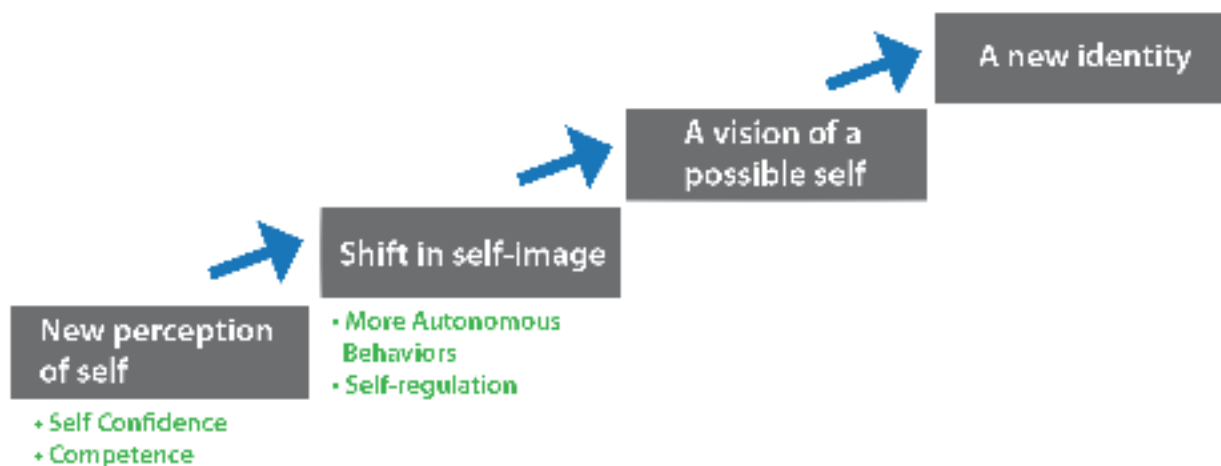 New perception
of self
• Self Confidence
• Competence
Shift in self-image
• More Autonomous
Behaviors
• Self-regulation
A vision of a
possible self
A new identity